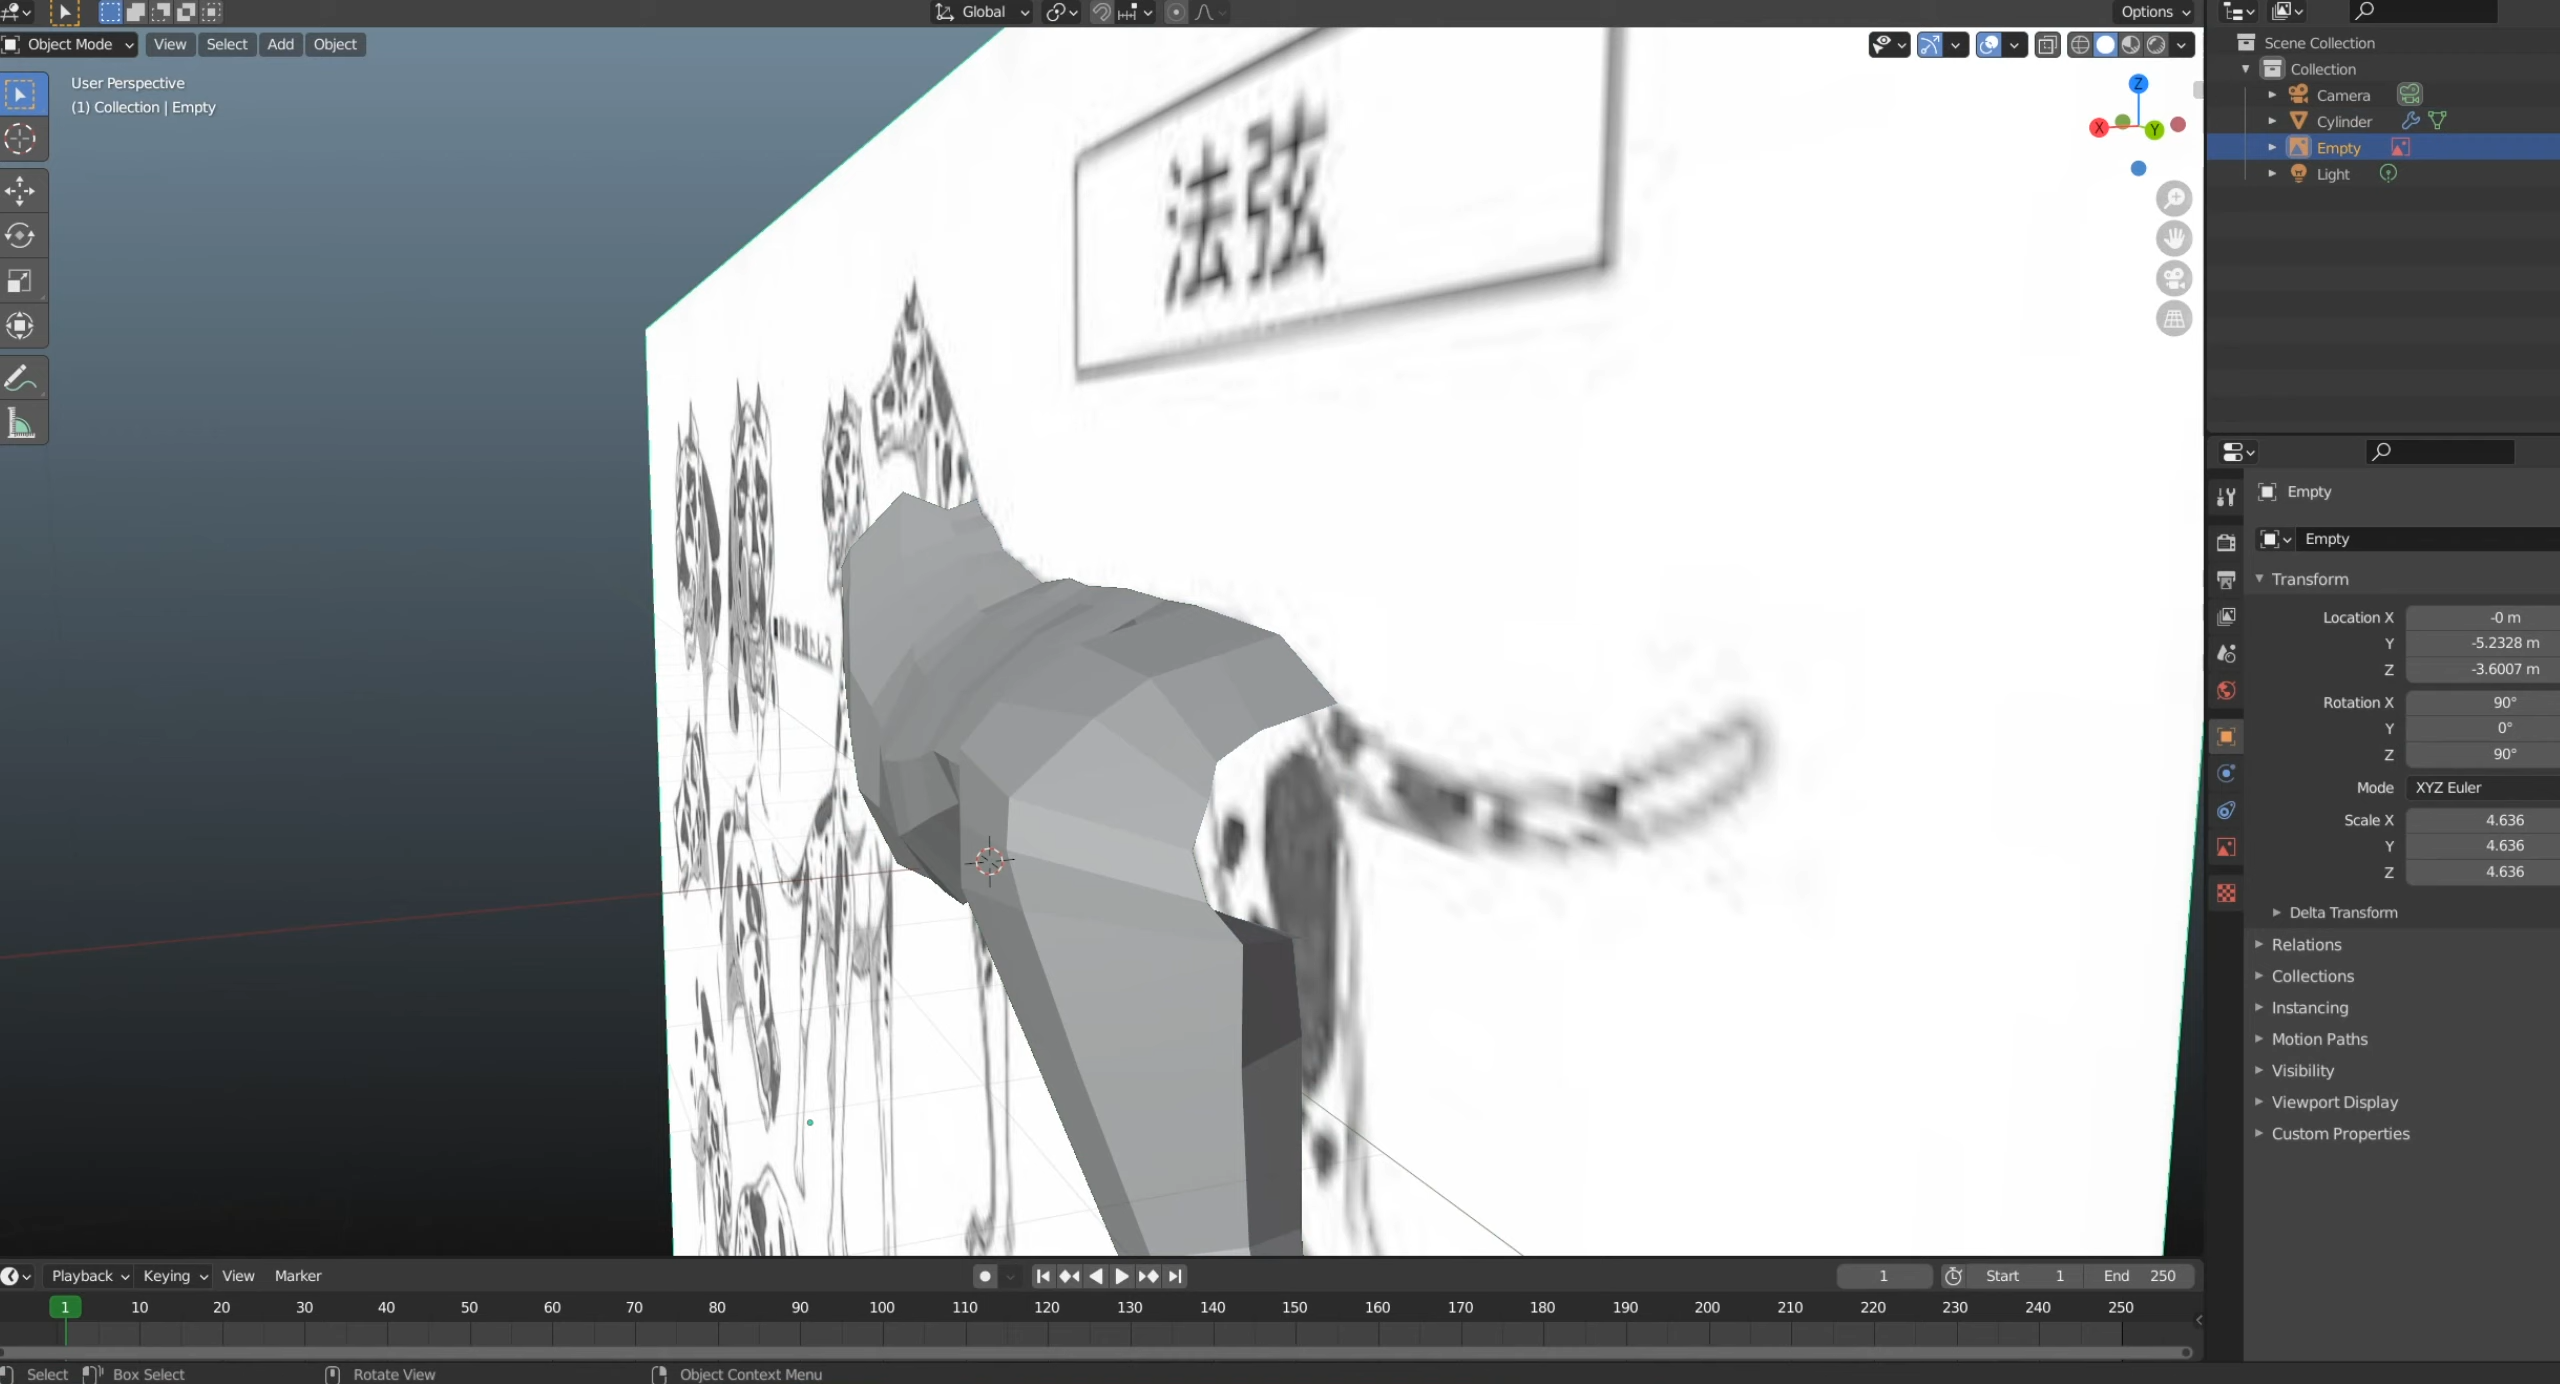 Global
Options
Object Mode
View
Select
Add
Object
User Perspective
(1) Collection | Empty
法弦
X
Y
Z
Scene Collection
Collection
Camera
Cylinder
Empty
Light
Empty
Empty
Transform
Location X -0 m
Y -5.2328 m
Z -3.6007 m
Rotation X 90°
Y 0°
Z 90°
Mode XYZ Euler
Scale X 4.636
Y 4.636
Z 4.636
Delta Transform
Relations
Collections
Instancing
Motion Paths
Visibility
Viewport Display
Custom Properties
Playback Keying View Marker
1 Start 1 End 250
1 10 20 30 40 50 60 70 80 90 100 110 120 130 140 150 160 170 180 190 200 210 220 230 240 250
Select Box Select Rotate View Object Context Menu